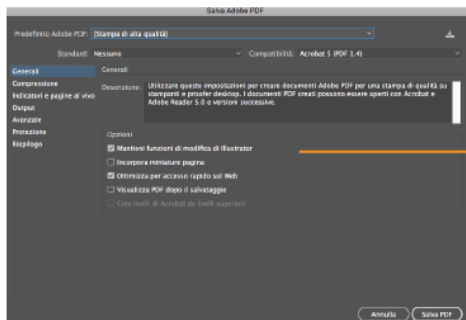 Salva Adobe PDF
Predefinito Adobe PDF: [Stampa di alta qualità]
Standard: Nessuno Compatibilità: Acrobat 5 (PDF 1.4)
Generali
Compressione
Indicatori e pagine al vivo
Output
Avanzate
Protezione
Riepilogo
Generali
Descrizione: Utilizzare queste impostazioni per creare documenti Adobe PDF per una stampa di qualità su
stampanti e proofer desktop. I documenti PDF creati possono essere aperti con Acrobat e
Adobe Reader 5.0 e versioni successive.
Opzioni
Mantieni funzioni di modifica di Illustrator
Incorpora miniature pagina
Ottimizza per accesso rapido sul Web
Visualizza PDF dopo il salvataggio
Crea livelli di Acrobat da livelli superiori
Annulla Salva PDF